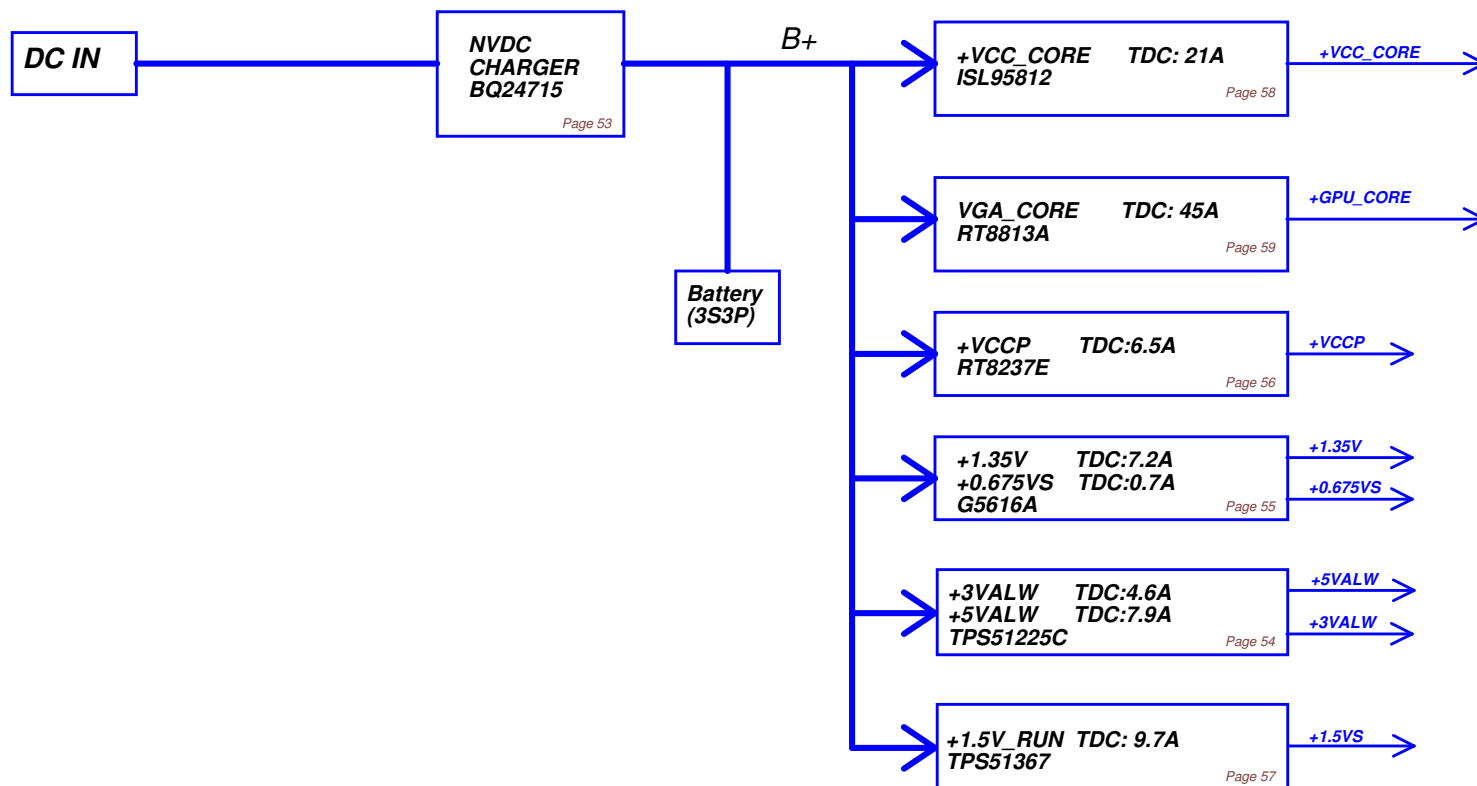 DC IN
NVDC
CHARGER
BQ24715
Page 53
B+
Battery
(3S3P)
+VCC_CORE TDC: 21A
ISL95812
Page 58
+VCC_CORE
VGA_CORE TDC: 45A
RT8813A
Page 59
+GPU_CORE
+VCCP TDC:6.5A
RT8237E
Page 56
+VCCP
+1.35V TDC:7.2A
+0.675VS TDC:0.7A
G5616A
Page 55
+1.35V
+0.675VS
+3VALW TDC:4.6A
+5VALW TDC:7.9A
TPS51225C
Page 54
+5VALW
+3VALW
+1.5V_RUN TDC: 9.7A
TPS51367
Page 57
+1.5VS